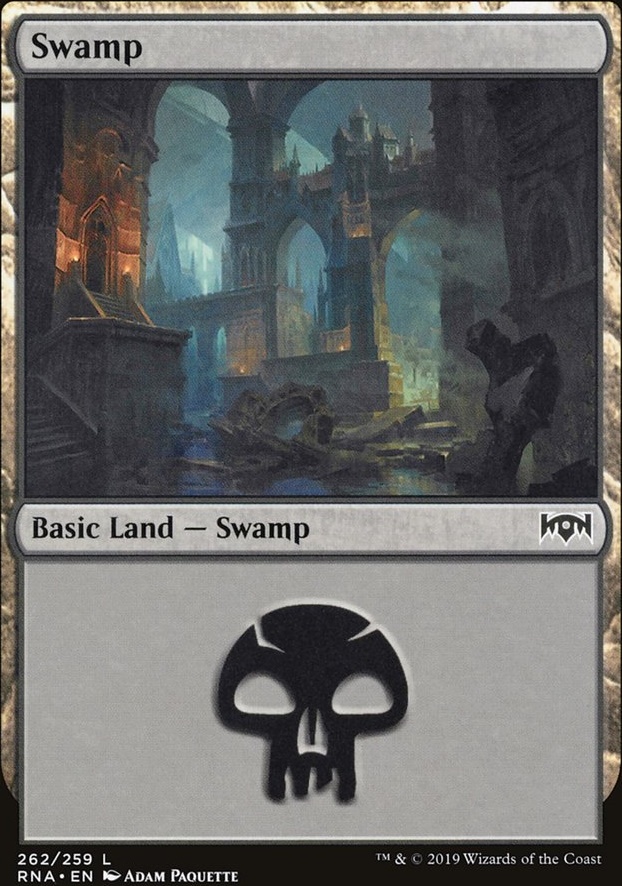 Swamp
Basic Land — Swamp
262/259 L
RNA • EN Adam Paquette
™ & © 2019 Wizards of the Coast